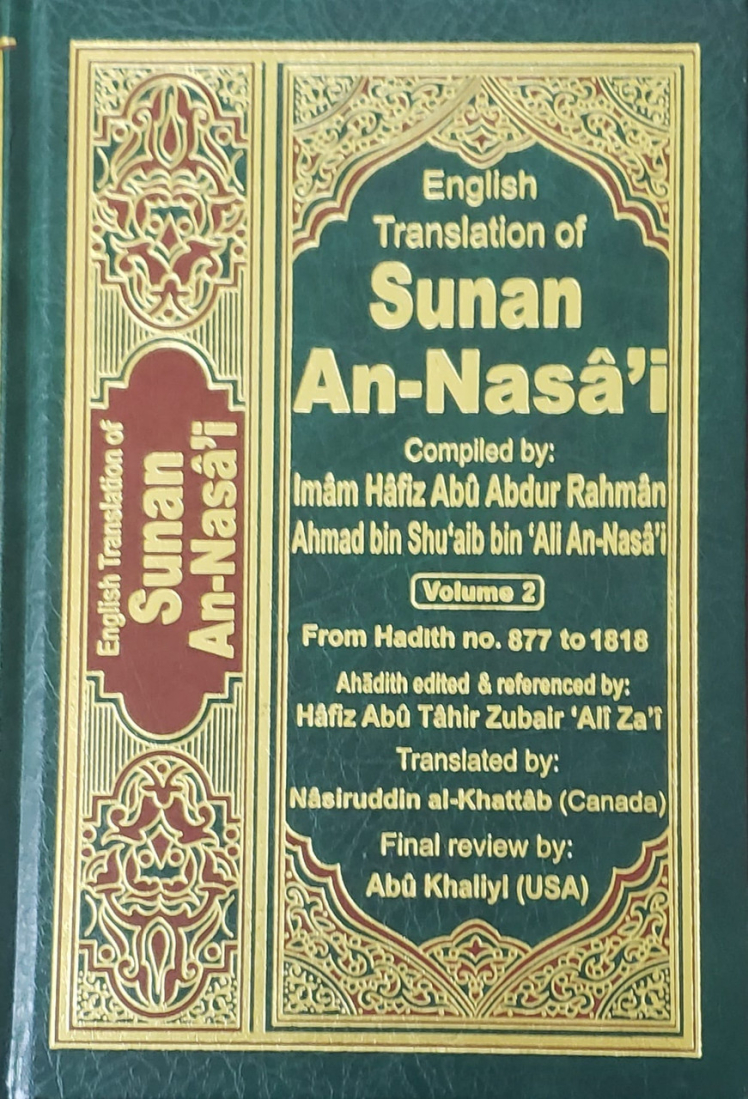 English Translation of
Sunan
An-Nasâ'i
English
Translation of
Sunan
An-Nasâ'i
Compiled by:
Imâm Hâfiz Abû Abdur Rahmân
Ahmad bin Shu‘aib bin ‘Ali An-Nasâ'i
Volume 2
From Hadith no. 877 to 1818
Ahādith edited & referenced by:
Hâfiz Abû Tâhir Zubair ‘Alî Za'î
Translated by:
Nâsiruddin al-Khattâb (Canada)
Final review by:
Abû Khaliyl (USA)